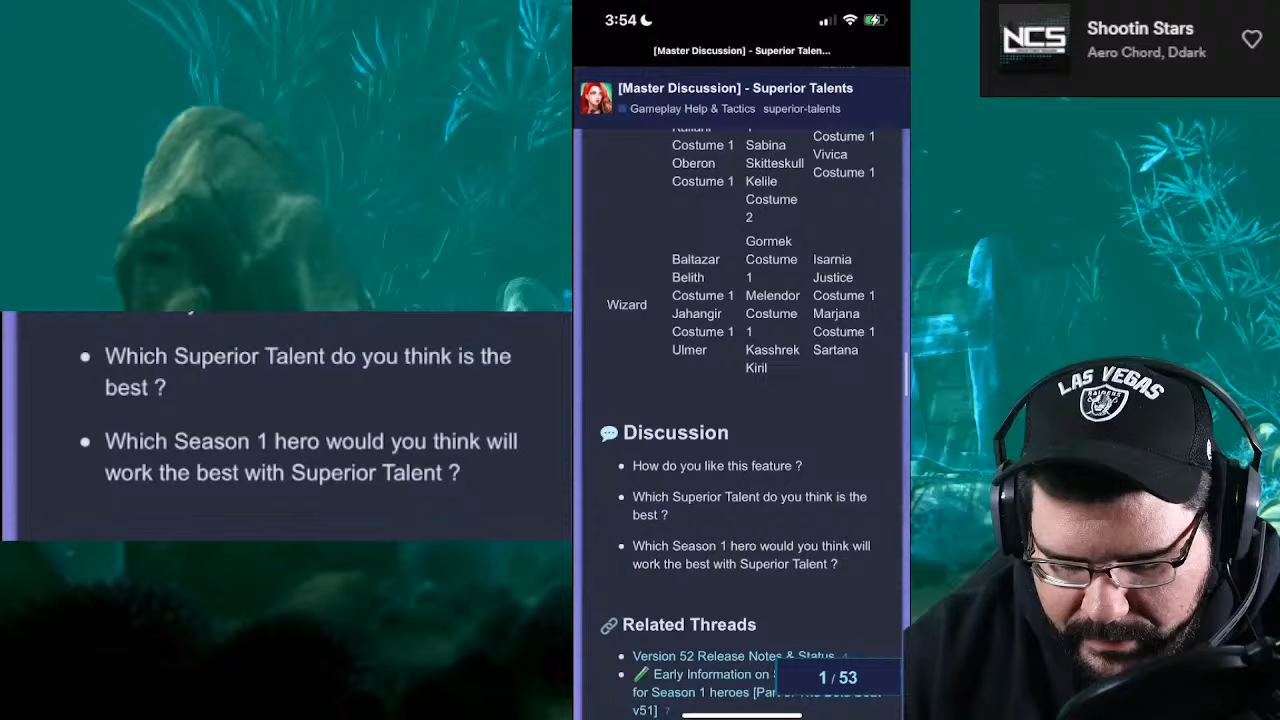 3:54
[Master Discussion] - Superior Talen...
[Master Discussion] - Superior Talents
Gameplay Help & Tactics superior-talents
Costume 1
Oberon
Costume 1
Sabina
Skitteskull
Kelile
Costume
2
Costume 1
Vivica
Costume 1
Wizard
Baltazar
Belith
Costume 1
Jahangir
Costume 1
Ulmer
Gormek
Costume
1
Melendor
Costume
1
Kasshrek
Kiril
Isarnia
Justice
Costume 1
Marjana
Costume 1
Sartana
Discussion
• How do you like this feature ?
• Which Superior Talent do you think is the
best ?
• Which Season 1 hero would you think will
work the best with Superior Talent ?
Related Threads
• Version 52 Release Notes & Status
• Early Information on
for Season 1 heroes
v51] 7
1 / 53
• Which Superior Talent do you think is the
best ?
• Which Season 1 hero would you think will
work the best with Superior Talent ?
NCS
Shootin Stars
Aero Chord, Ddark
LAS VEGAS
RAIDERS